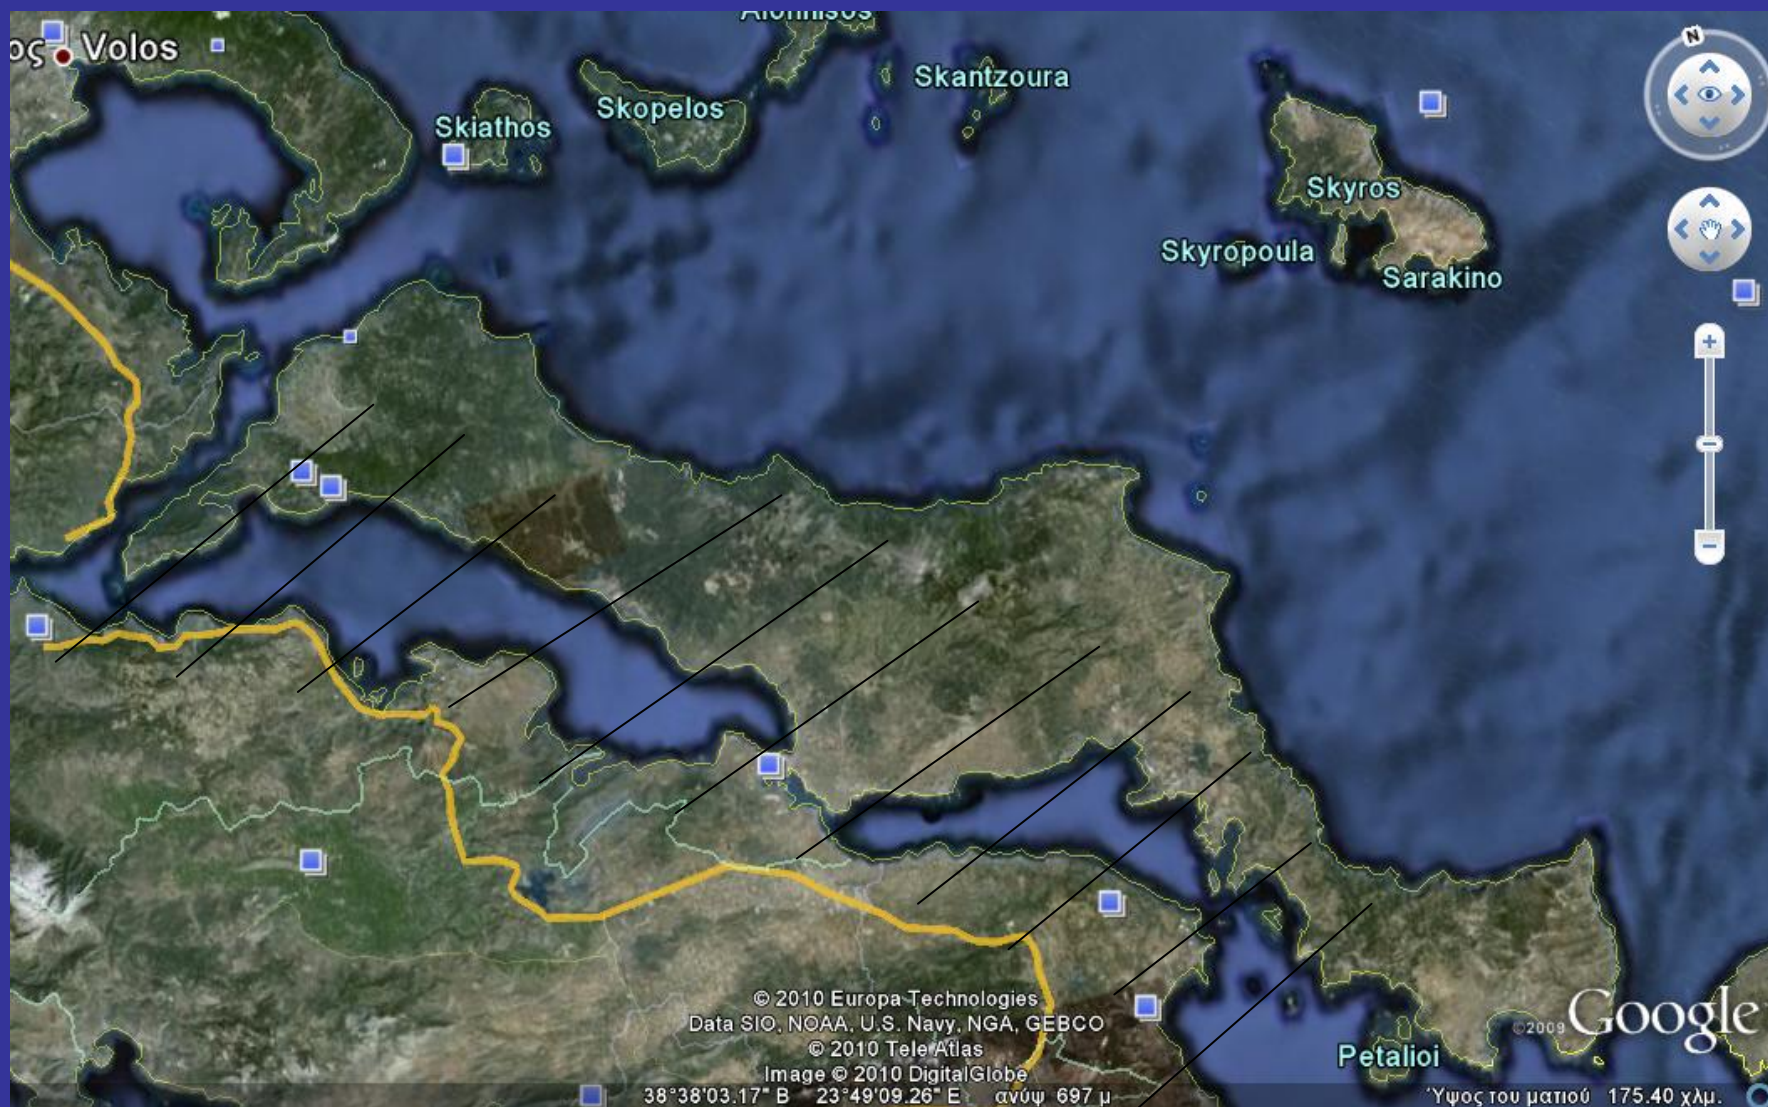 Alonnisos
N
ος Volos
Skantzoura
Skopelos
Skiathos
Skyros
Skyropoula
Sarakino
© 2010 Europa Technologies
Data SIO, NOAA, U.S. Navy, NGA, GEBCO
© 2010 Tele Atlas
Image © 2010 DigitalGlobe
©2009 Google
Petalioi
38°38'03.17" Β 23°49'09.26" Ε ανύψ 697 μ
Ύψος του ματιού 175.40 χλμ.